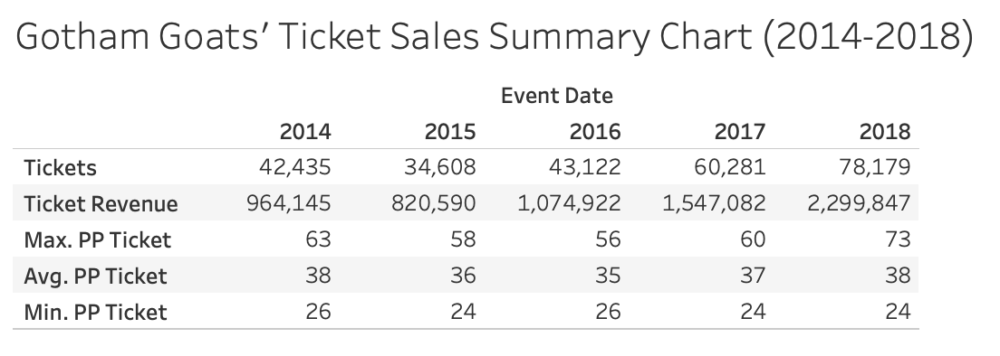 Gotham Goats’ Ticket Sales Summary Chart (2014-2018)
Event Date
2014 2015 2016 2017 2018
Tickets 42,435 34,608 43,122 60,281 78,179
Ticket Revenue 964,145 820,590 1,074,922 1,547,082 2,299,847
Max. PP Ticket 63 58 56 60 73
Avg. PP Ticket 38 36 35 37 38
Min. PP Ticket 26 24 26 24 24